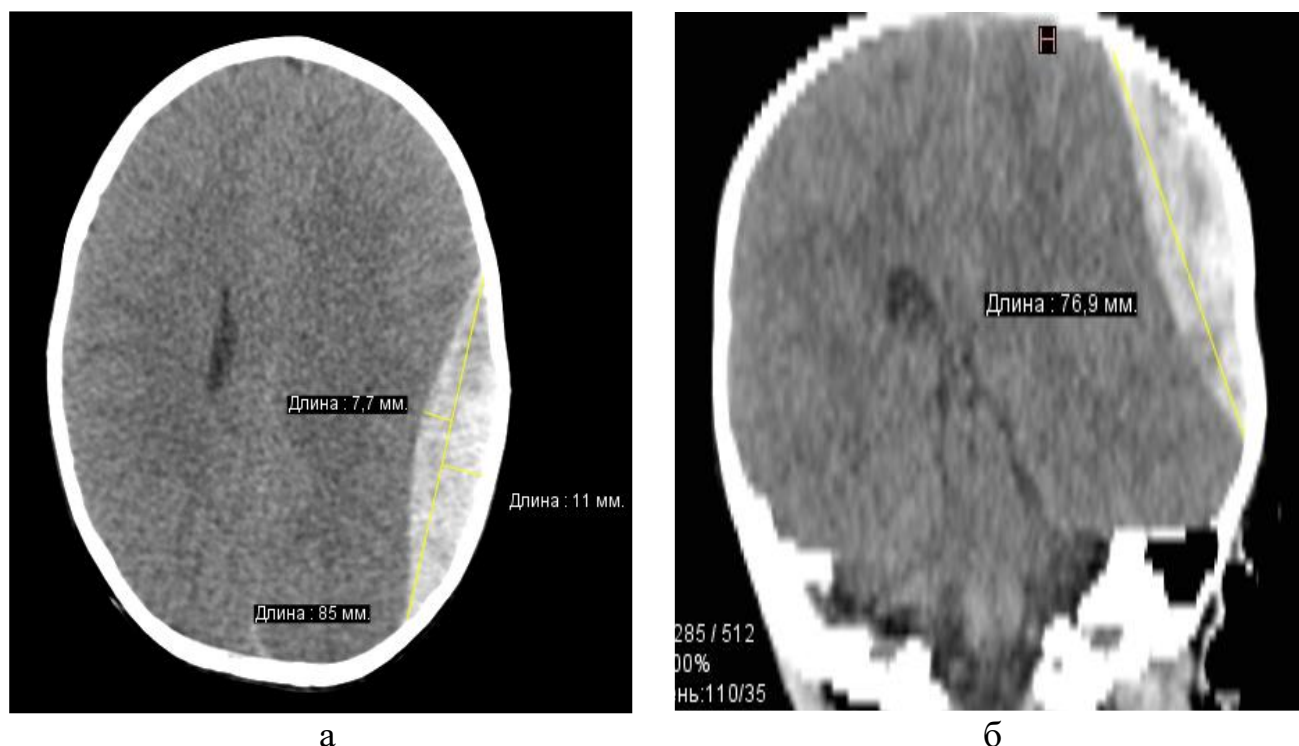 Длина : 7,7 мм.
Длина : 11 мм.
Длина : 85 мм.
а
H
Длина : 76,9 мм.
285 / 512
00%
нь:110/35
б